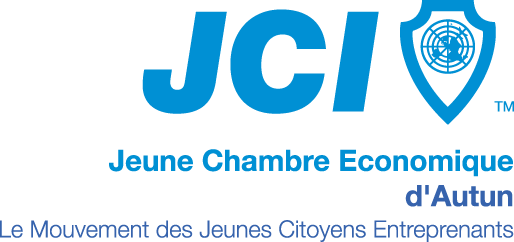 JCI
TM
Jeune Chambre Economique
d'Autun
Le Mouvement des Jeunes Citoyens Entreprenants